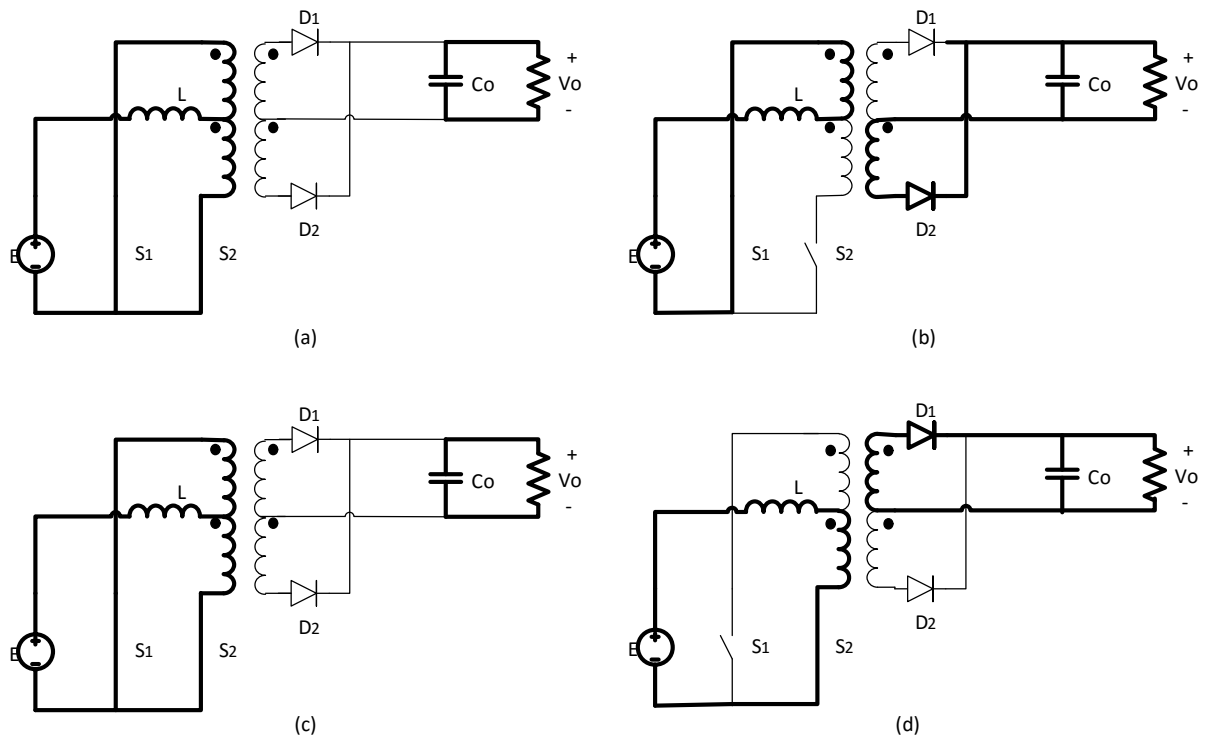 D1
L
Co
+
Vo
-
D2
E
S1
S2
(a)
D1
L
Co
+
Vo
-
D2
E
S1
S2
(b)
D1
L
Co
+
Vo
-
D2
E
S1
S2
(c)
D1
L
Co
+
Vo
-
D2
E
S1
S2
(d)